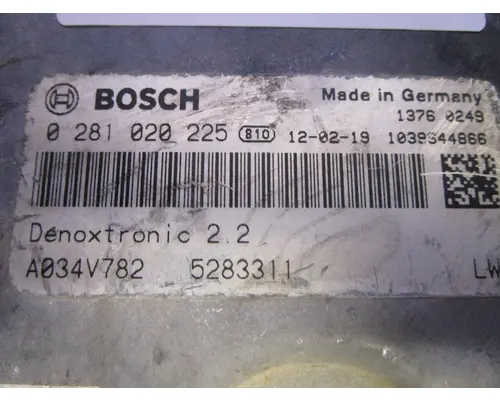 BOSCH
Made in Germany
1376 0249
0 281 020 225 810 12-02-19 1039344866
Denoxtronic 2.2
A034V782 5283311 LW